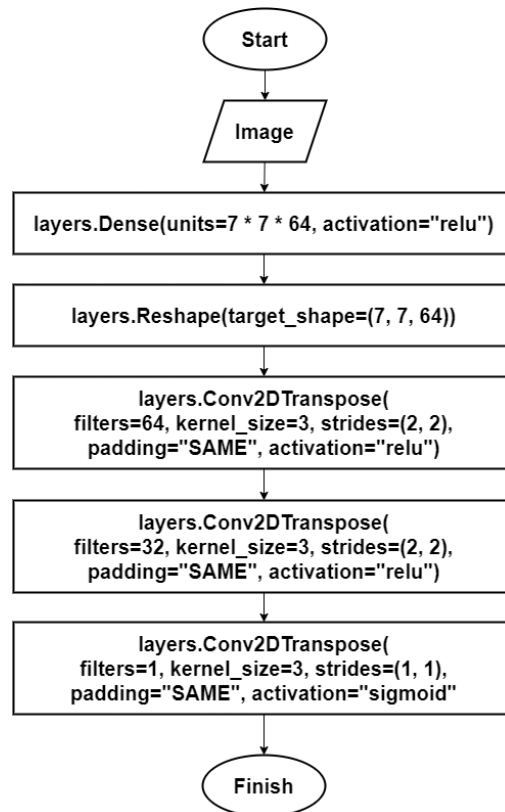 Start
Image
layers.Dense(units=7 * 7 * 64, activation="relu")
layers.Reshape(target_shape=(7, 7, 64))
layers.Conv2DTranspose(
filters=64, kernel_size=3, strides=(2, 2),
padding="SAME", activation="relu")
layers.Conv2DTranspose(
filters=32, kernel_size=3, strides=(2, 2),
padding="SAME", activation="relu")
layers.Conv2DTranspose(
filters=1, kernel_size=3, strides=(1, 1),
padding="SAME", activation="sigmoid"
Finish